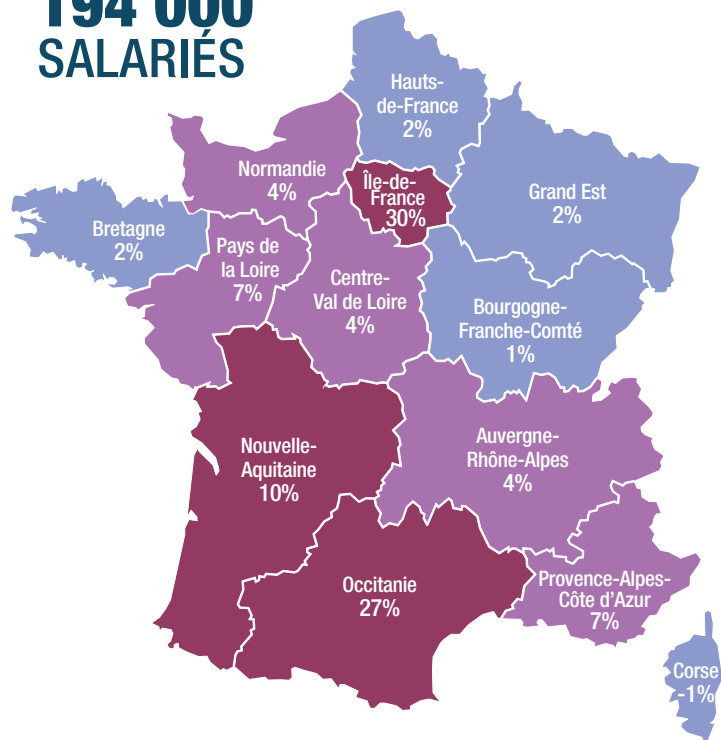 194 000
SALARIÉS
Hauts-
de-France
2%
Normandie
4%
Île-de-
France
30%
Grand Est
2%
Bretagne
2%
Pays de
la Loire
7%
Centre-
Val de Loire
4%
Bourgogne-
Franche-Comté
1%
Nouvelle-
Aquitaine
10%
Auvergne-
Rhône-Alpes
4%
Occitanie
27%
Provence-Alpes-
Côte d'Azur
7%
Corse
-1%